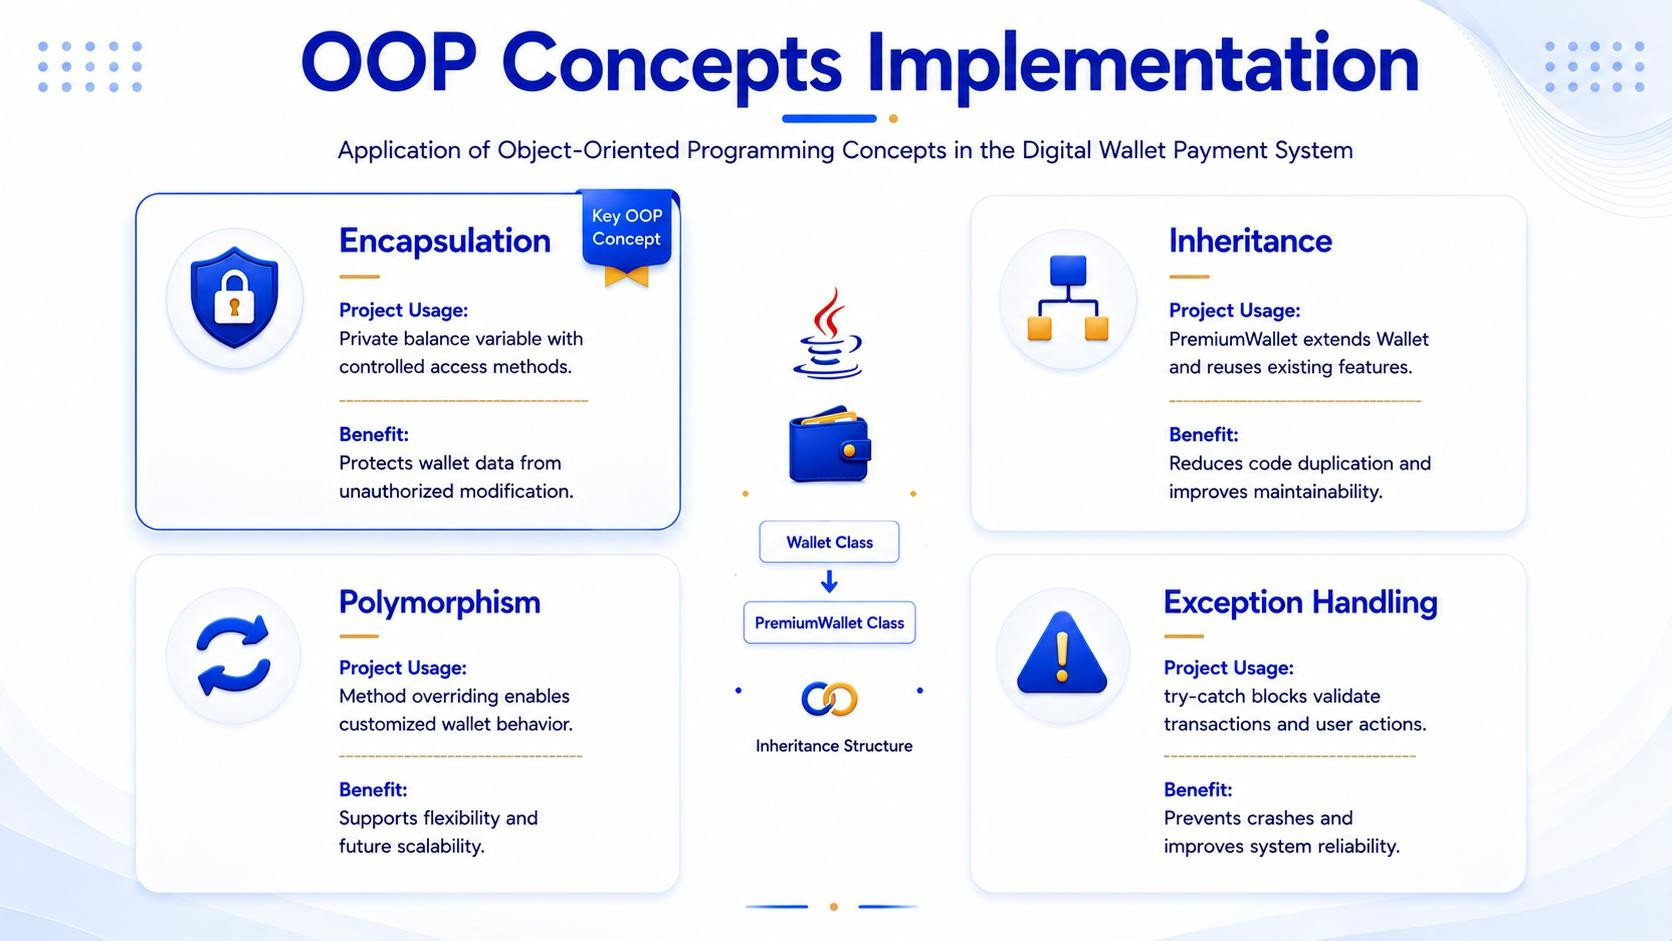 OOP Concepts Implementation
Application of Object-Oriented Programming Concepts in the Digital Wallet Payment System
Key OOP
Concept
Encapsulation
Project Usage:
Private balance variable with
controlled access methods.
Benefit:
Protects wallet data from
unauthorized modification.
Inheritance
Project Usage:
PremiumWallet extends Wallet
and reuses existing features.
Benefit:
Reduces code duplication and
improves maintainability.
Wallet Class
PremiumWallet Class
Inheritance Structure
Polymorphism
Project Usage:
Method overriding enables
customized wallet behavior.
Benefit:
Supports flexibility and
future scalability.
Exception Handling
Project Usage:
try-catch blocks validate
transactions and user actions.
Benefit:
Prevents crashes and
improves system reliability.